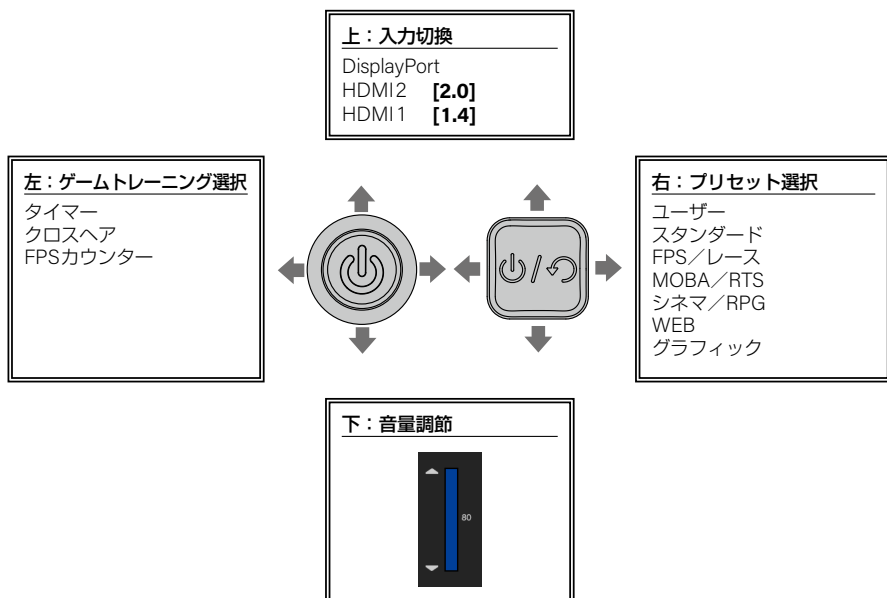 上：入力切換
DisplayPort
HDMI2 [2.0]
HDMI1 [1.4]
左：ゲームトレーニング選択
タイマー
クロスヘア
FPSカウンター
右：プリセット選択
ユーザー
スタンダード
FPS／レース
MOBA／RTS
シネマ／RPG
WEB
グラフィック
下：音量調節
80